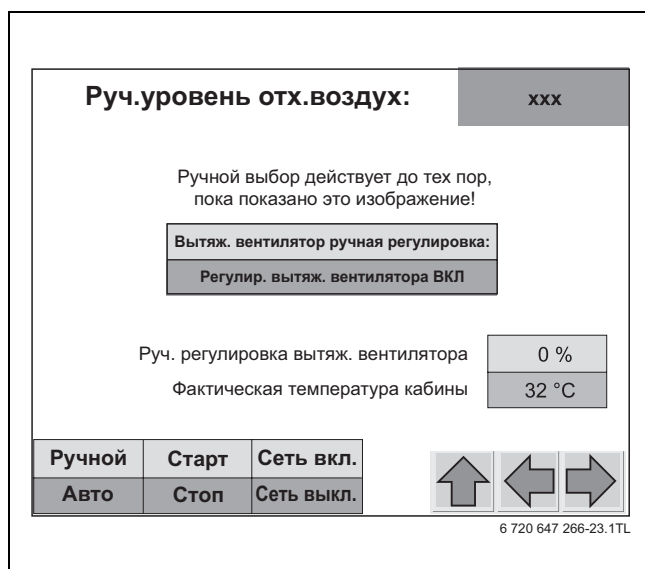 Руч.уровень отх.воздух:
xxx
Ручной выбор действует до тех пор,
пока показано это изображение!
Вытяж. вентилятор ручная регулировка:
Регулир. вытяж. вентилятора ВКЛ
Руч. регулировка вытяж. вентилятора
0 %
Фактическая температура кабины
32 °C
Ручной
Старт
Сеть вкл.
Авто
Стоп
Сеть выкл.
6 720 647 266-23.1TL